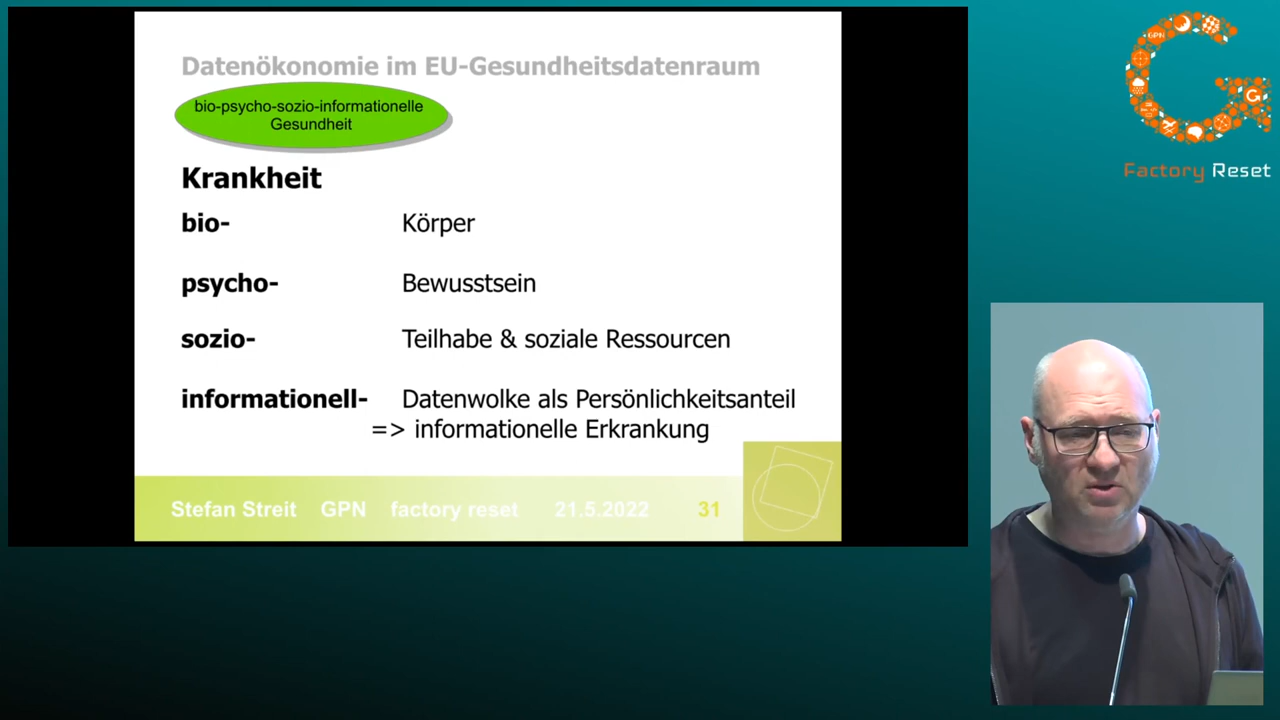 Datenökonomie im EU-Gesundheitsdatenraum
bio-psycho-sozio-informationelle
Gesundheit
Krankheit
bio- Körper
psycho- Bewusstsein
sozio- Teilhabe & soziale Ressourcen
informationell- Datenwolke als Persönlichkeitsanteil
=> informationelle Erkrankung
Stefan Streit GPN factory reset 21.5.2022 31
GPN
Factory Reset